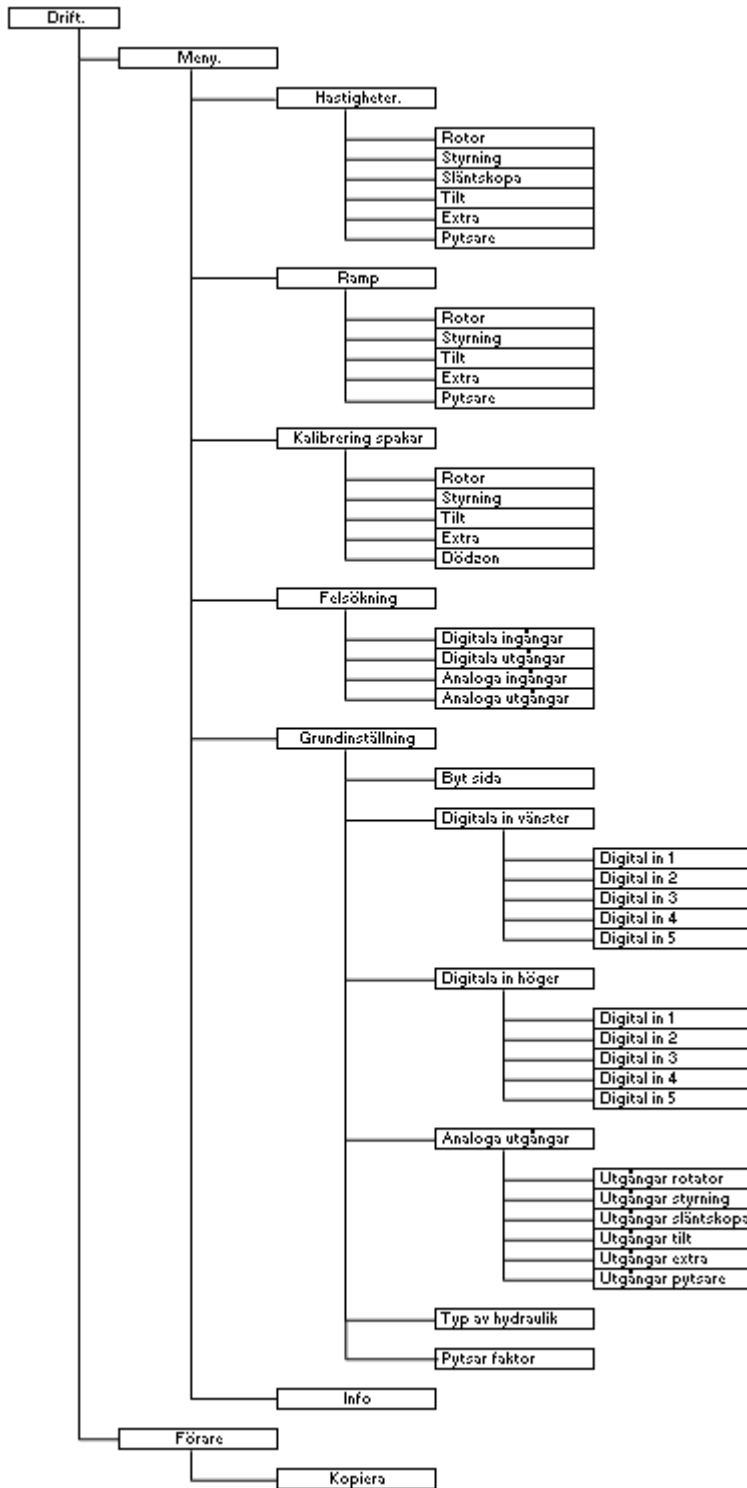 Drift.
Meny.
Hastigheter.
Rotor
Styrning
Släntskopa
Tilt
Extra
Pytsare
Ramp
Rotor
Styrning
Tilt
Extra
Pytsare
Kalibrering spakar
Rotor
Styrning
Tilt
Extra
Dödzon
Felsökning
Digitala ingångar
Digitala utgångar
Analoga ingångar
Analoga utgångar
Grundinställning
Byt sida
Digitala in vänster
Digital in 1
Digital in 2
Digital in 3
Digital in 4
Digital in 5
Digitala in höger
Digital in 1
Digital in 2
Digital in 3
Digital in 4
Digital in 5
Analoga utgångar
Utgångar rotator
Utgångar styrning
Utgångar släntskopa
Utgångar tilt
Utgångar extra
Utgångar pytsare
Typ av hydraulik
Pytsar faktor
Info
Förare
Kopiera